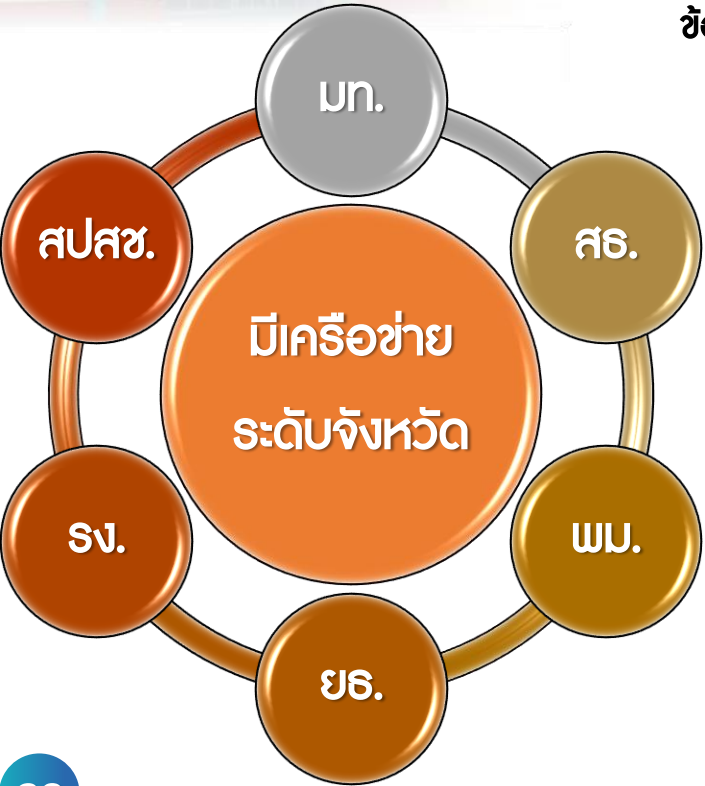 มท.
สปสช.
สธ.
มีเครือข่าย
ระดับจังหวัด
รง.
พม.
ยธ.